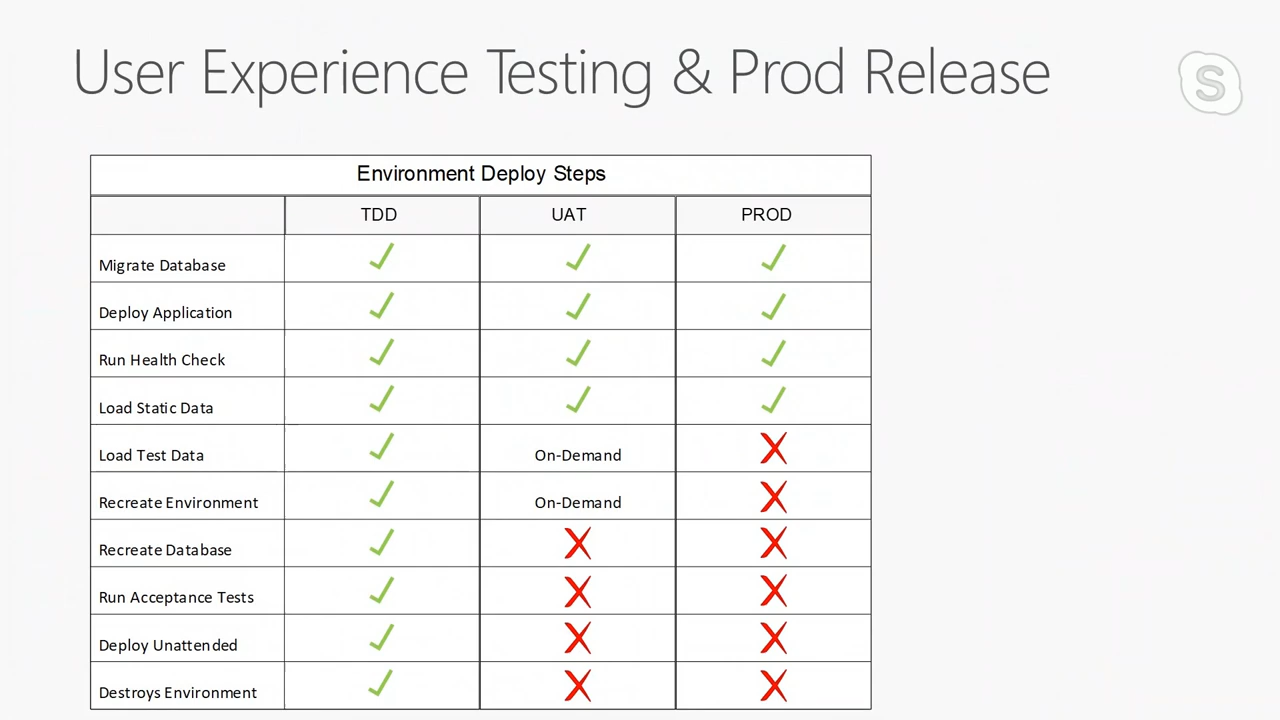 User Experience Testing & Prod Release
S
Environment Deploy Steps
TDD UAT PROD
Migrate Database
Deploy Application
Run Health Check
Load Static Data
Load Test Data On-Demand
Recreate Environment On-Demand
Recreate Database
Run Acceptance Tests
Deploy Unattended
Destroys Environment